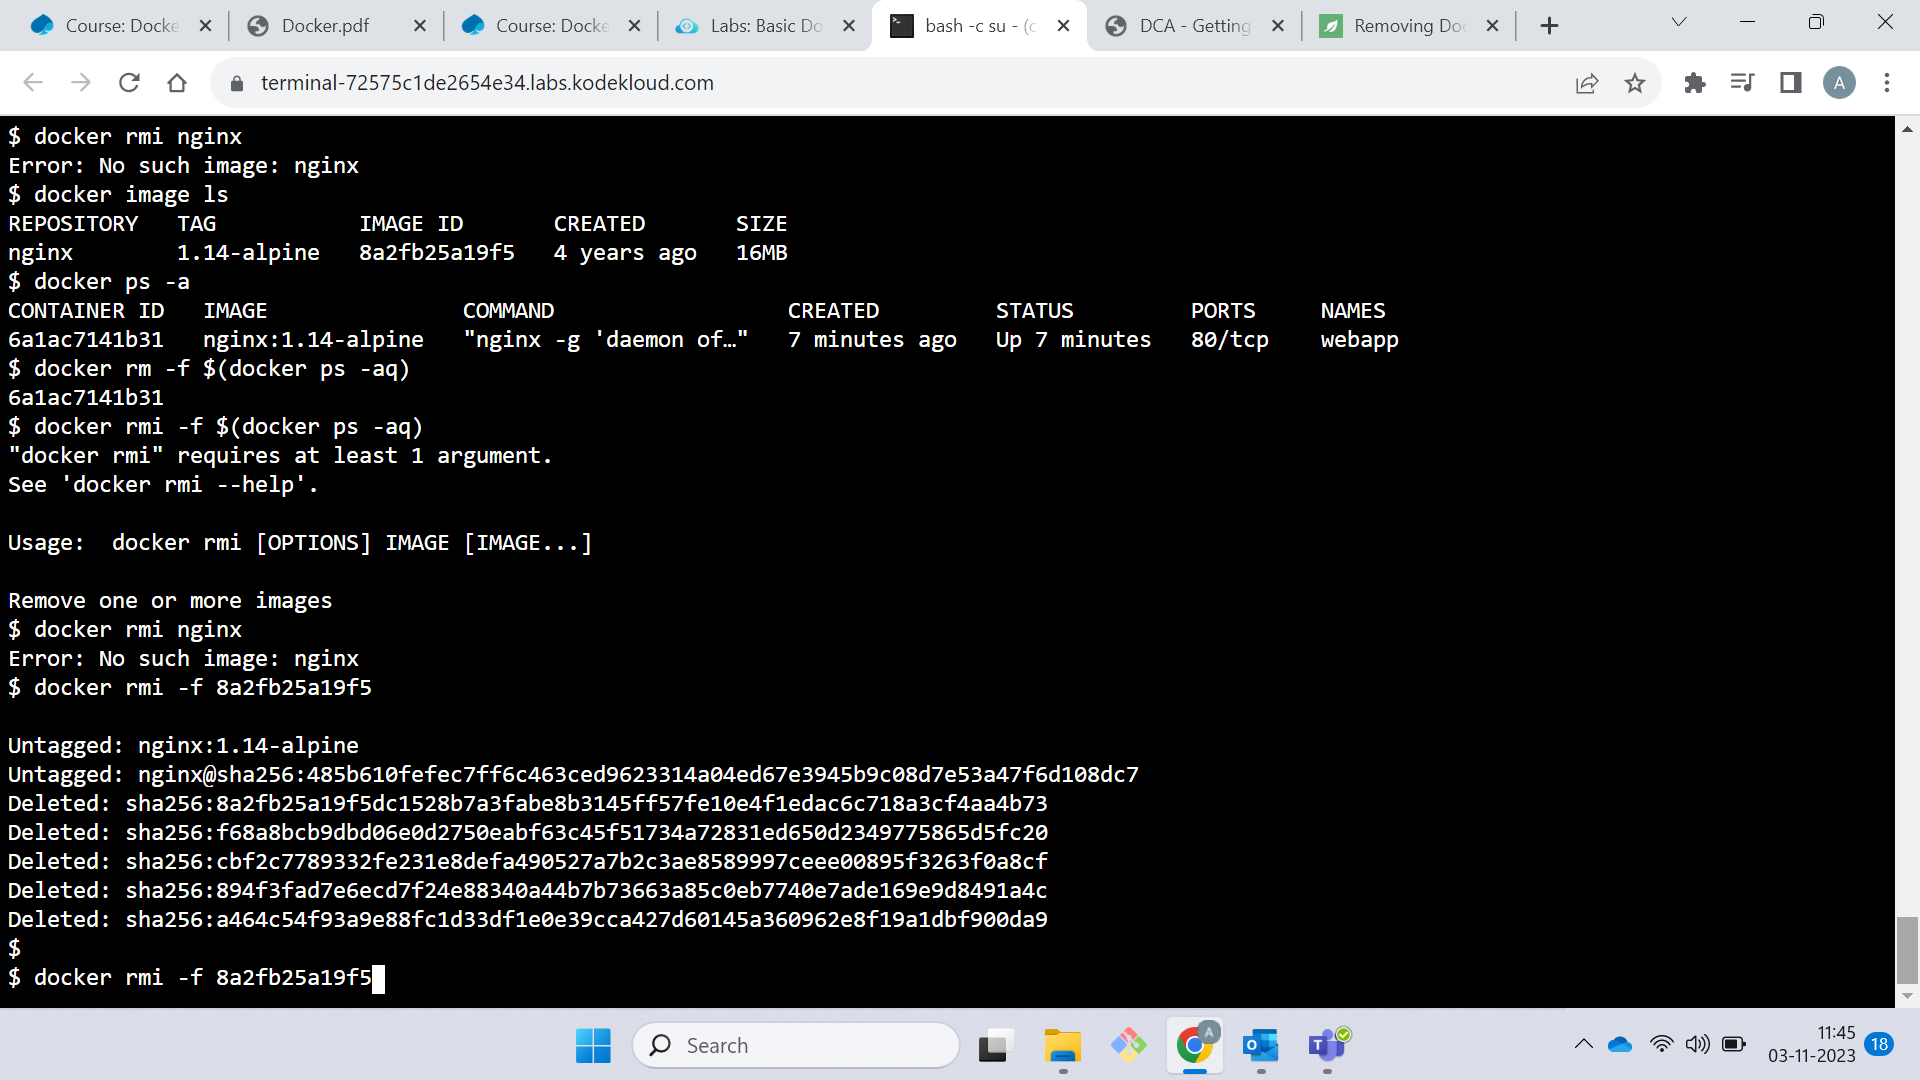 Course: Docke
Docker.pdf
Course: Docke
Labs: Basic Do
bash -c su - (c
DCA - Getting
Removing Doc
terminal-72575c1de2654e34.labs.kodekloud.com
A
$ docker rmi nginx
Error: No such image: nginx
$ docker image ls
REPOSITORY   TAG           IMAGE ID       CREATED       SIZE
nginx        1.14-alpine   8a2fb25a19f5   4 years ago   16MB
$ docker ps -a
CONTAINER ID   IMAGE               COMMAND                  CREATED         STATUS         PORTS     NAMES
6a1ac7141b31   nginx:1.14-alpine   "nginx -g 'daemon of…"   7 minutes ago   Up 7 minutes   80/tcp    webapp
$ docker rm -f $(docker ps -aq)
6a1ac7141b31
$ docker rmi -f $(docker ps -aq)
"docker rmi" requires at least 1 argument.
See 'docker rmi --help'.
Usage:  docker rmi [OPTIONS] IMAGE [IMAGE...]
Remove one or more images
$ docker rmi nginx
Error: No such image: nginx
$ docker rmi -f 8a2fb25a19f5
Untagged: nginx:1.14-alpine
Untagged: nginx@sha256:485b610fefec7ff6c463ced9623314a04ed67e3945b9c08d7e53a47f6d108dc7
Deleted: sha256:8a2fb25a19f5dc1528b7a3fabe8b3145ff57fe10e4f1edac6c718a3cf4aa4b73
Deleted: sha256:f68a8bcb9dbd06e0d2750eabf63c45f51734a72831ed650d2349775865d5fc20
Deleted: sha256:cbf2c7789332fe231e8defa490527a7b2c3ae8589997ceee00895f3263f0a8cf
Deleted: sha256:894f3fad7e6ecd7f24e88340a44b7b73663a85c0eb7740e7ade169e9d8491a4c
Deleted: sha256:a464c54f93a9e88fc1d33df1e0e39cca427d60145a360962e8f19a1dbf900da9
$
$ docker rmi -f 8a2fb25a19f5
Search
A
O
T
11:45
03-11-2023
18